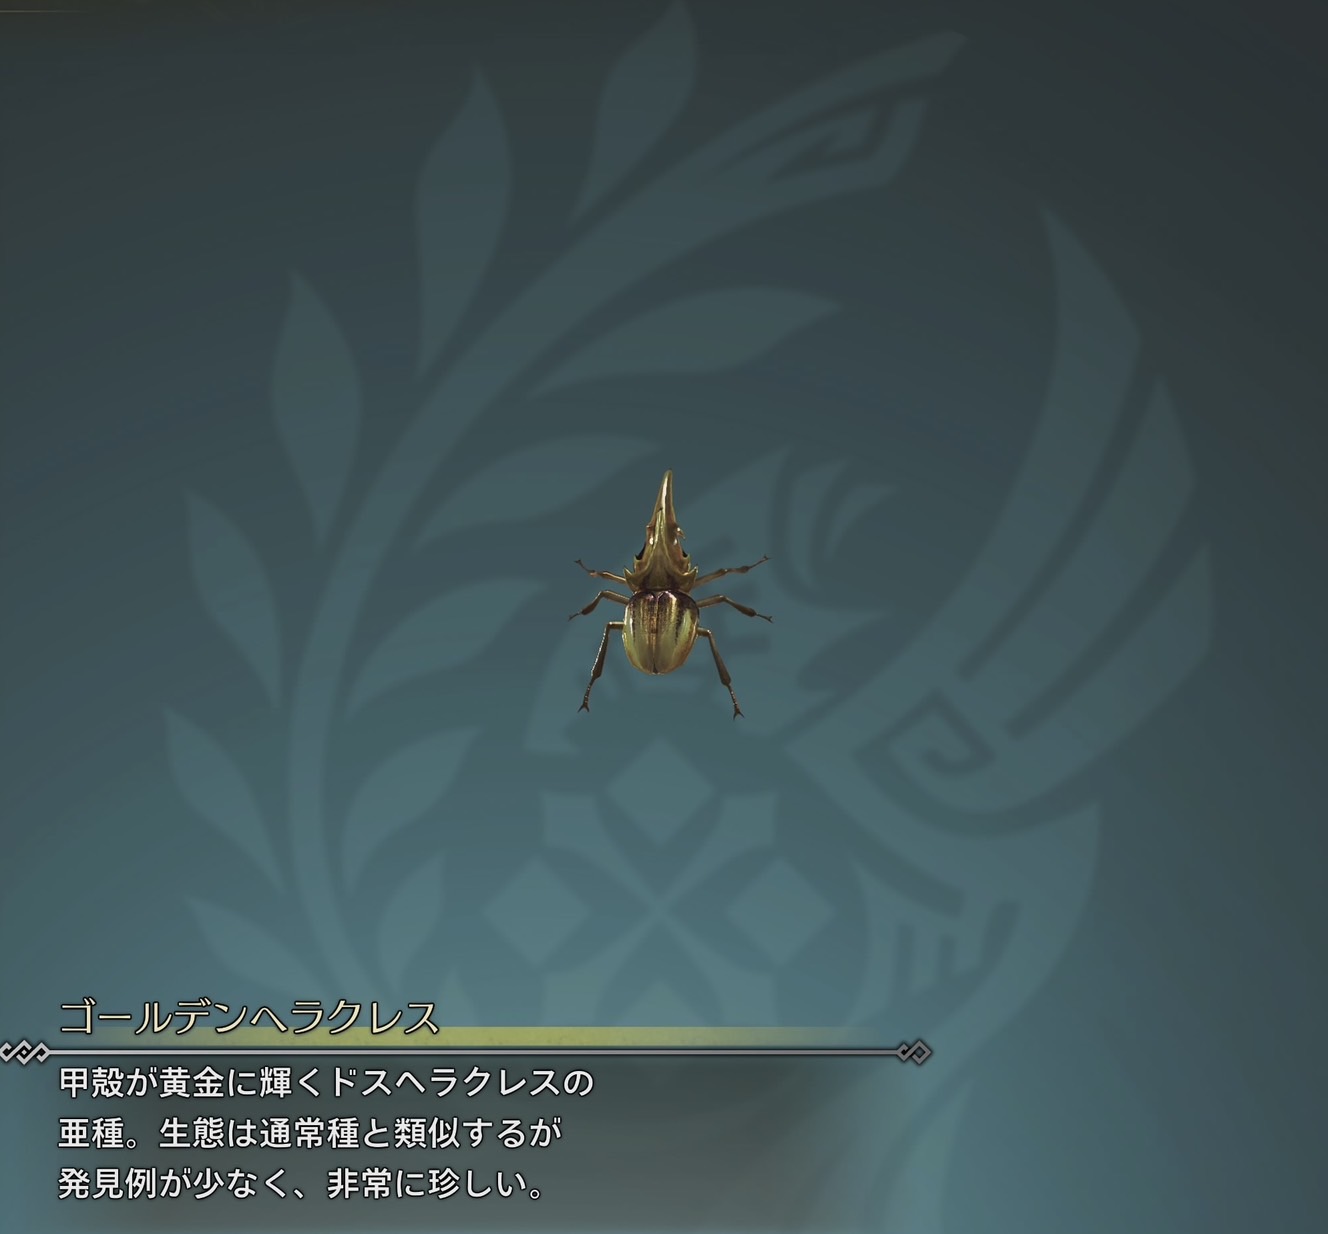 ゴールデンヘラクレス
甲殻が黄金に輝くドスヘラクレスの
亜種。生態は通常種と類似するが
発見例が少なく、非常に珍しい。